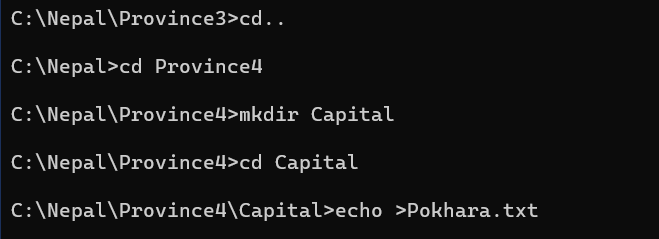 C:\Nepal\Province3>cd..
C:\Nepal>cd Province4
C:\Nepal\Province4>mkdir Capital
C:\Nepal\Province4>cd Capital
C:\Nepal\Province4\Capital>echo >Pokhara.txt